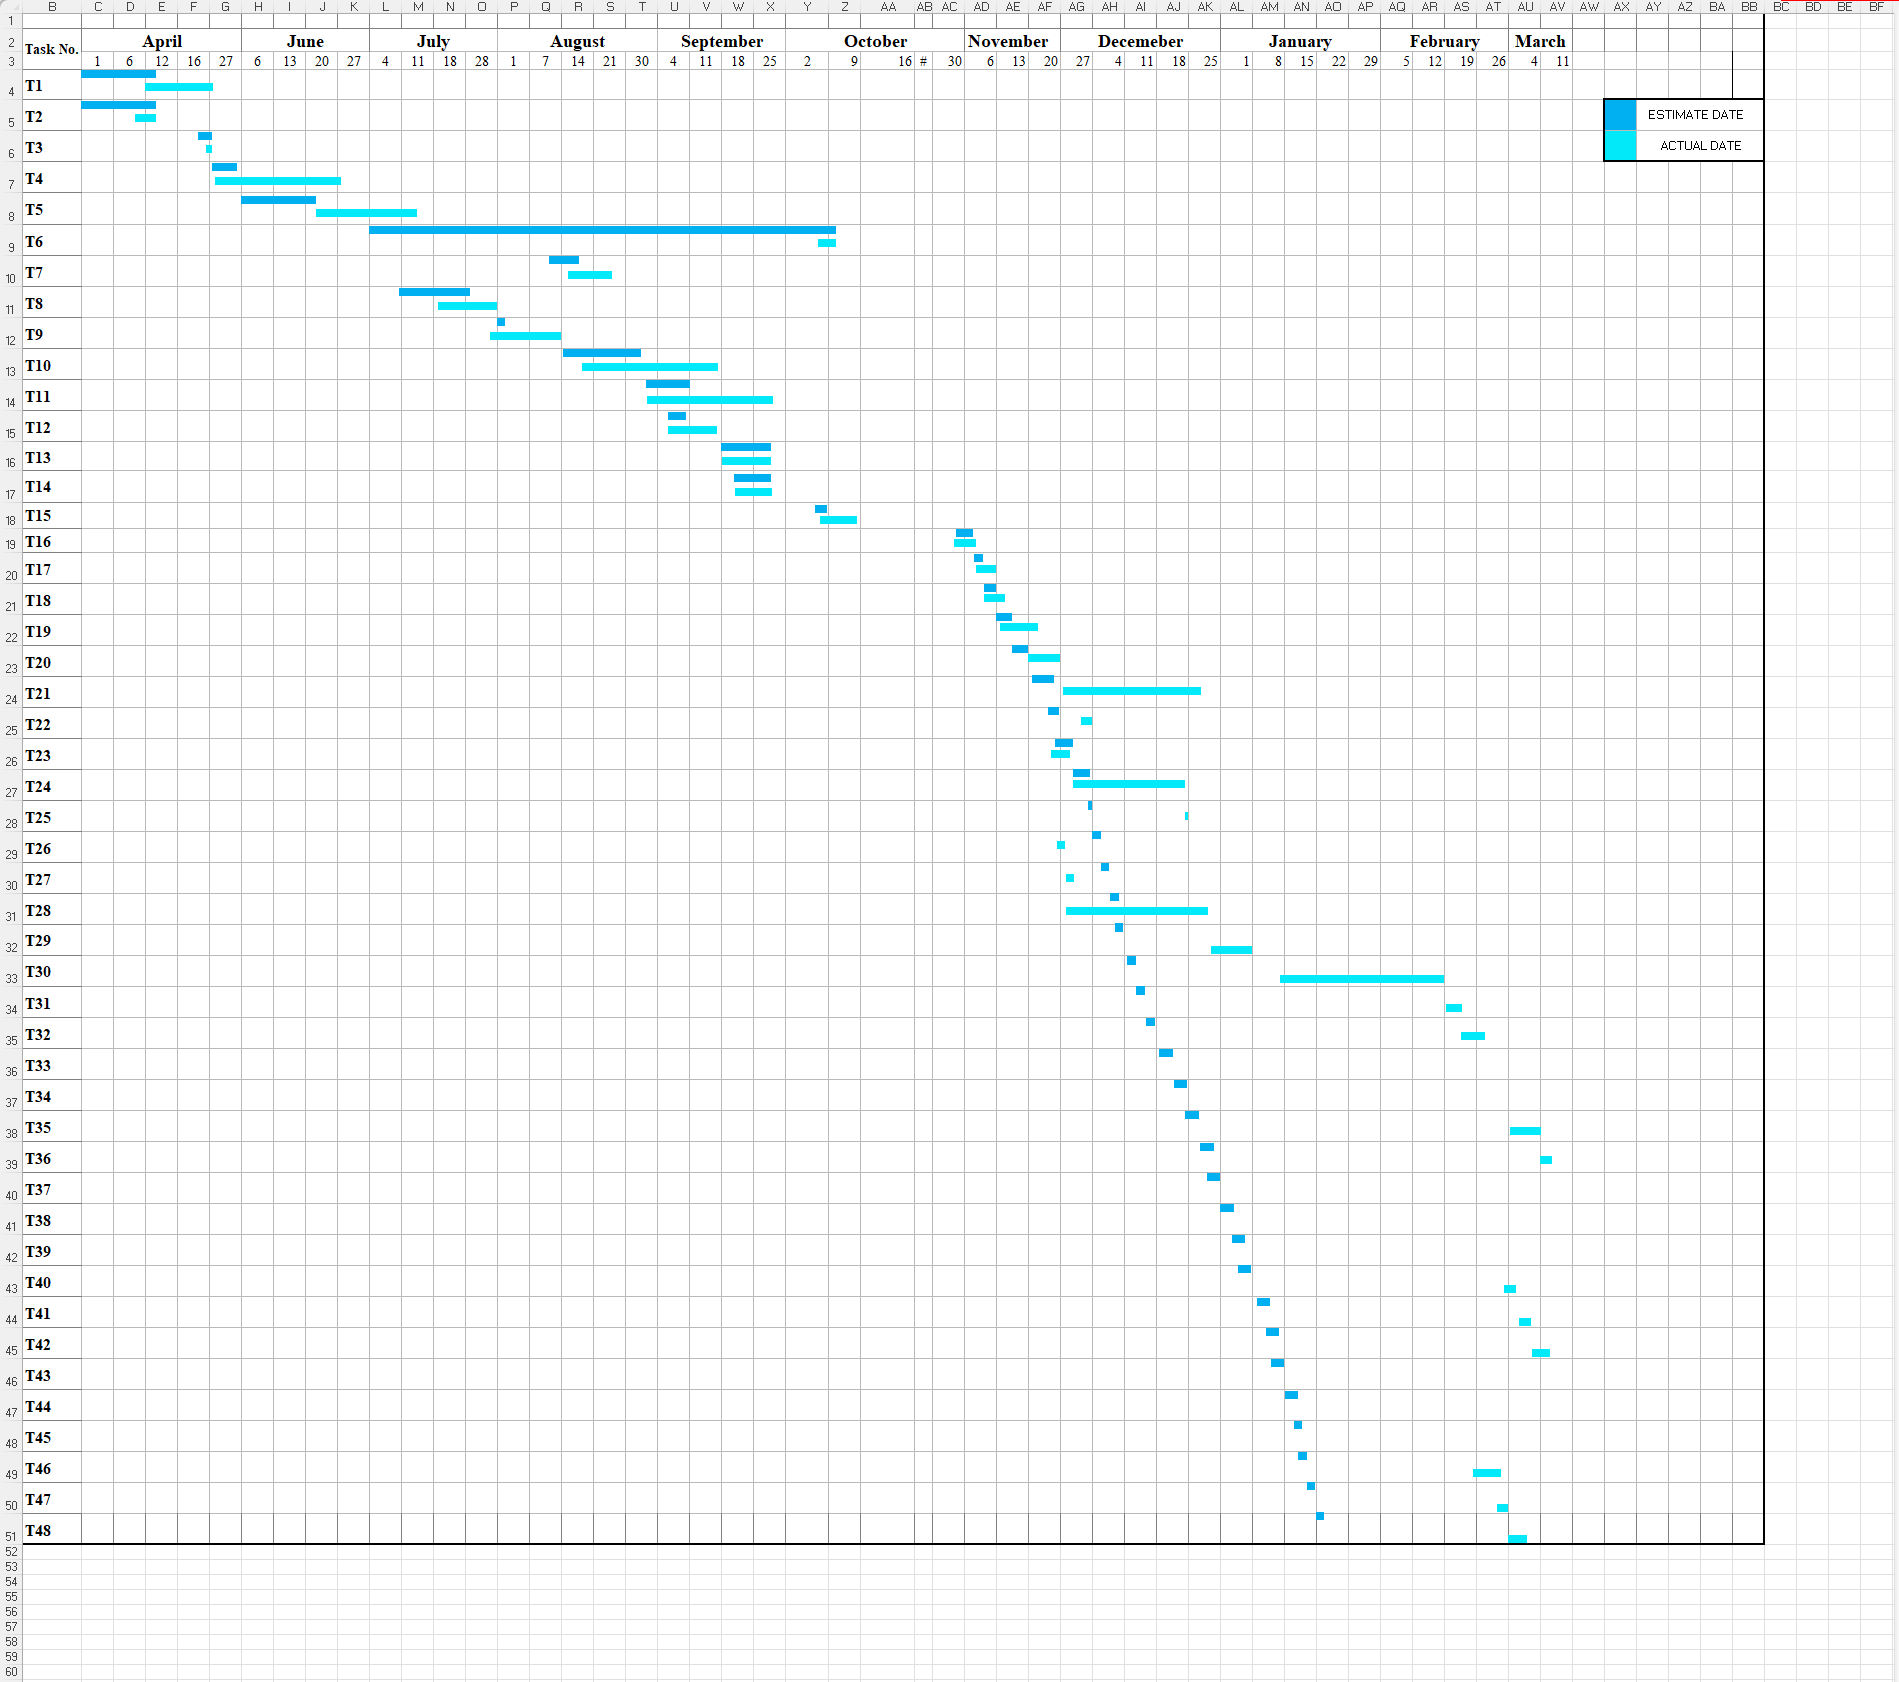 B C D E F G H I J K L M N O P Q R S T U V W X Y Z AA AB AC AD AE AF AG AH AI AJ AK AL AM AN AO AP AQ AR AS AT AU AV AW AX AY AZ BA BB BC BD BE BF
1
2 Task No. April June July August September October November Decemeber January February March
3 1 6 12 16 27 6 13 20 27 4 11 18 28 1 7 14 21 30 4 11 18 25 2 9 16 # 30 6 13 20 27 4 11 18 25 1 8 15 22 29 5 12 19 26 4 11
4 T1
5 T2 ESTIMATE DATE
6 T3 ACTUAL DATE
7 T4
8 T5
9 T6
10 T7
11 T8
12 T9
13 T10
14 T11
15 T12
16 T13
17 T14
18 T15
19 T16
20 T17
21 T18
22 T19
23 T20
24 T21
25 T22
26 T23
27 T24
28 T25
29 T26
30 T27
31 T28
32 T29
33 T30
34 T31
35 T32
36 T33
37 T34
38 T35
39 T36
40 T37
41 T38
42 T39
43 T40
44 T41
45 T42
46 T43
47 T44
48 T45
49 T46
50 T47
51 T48
52
53
54
55
56
57
58
59
60